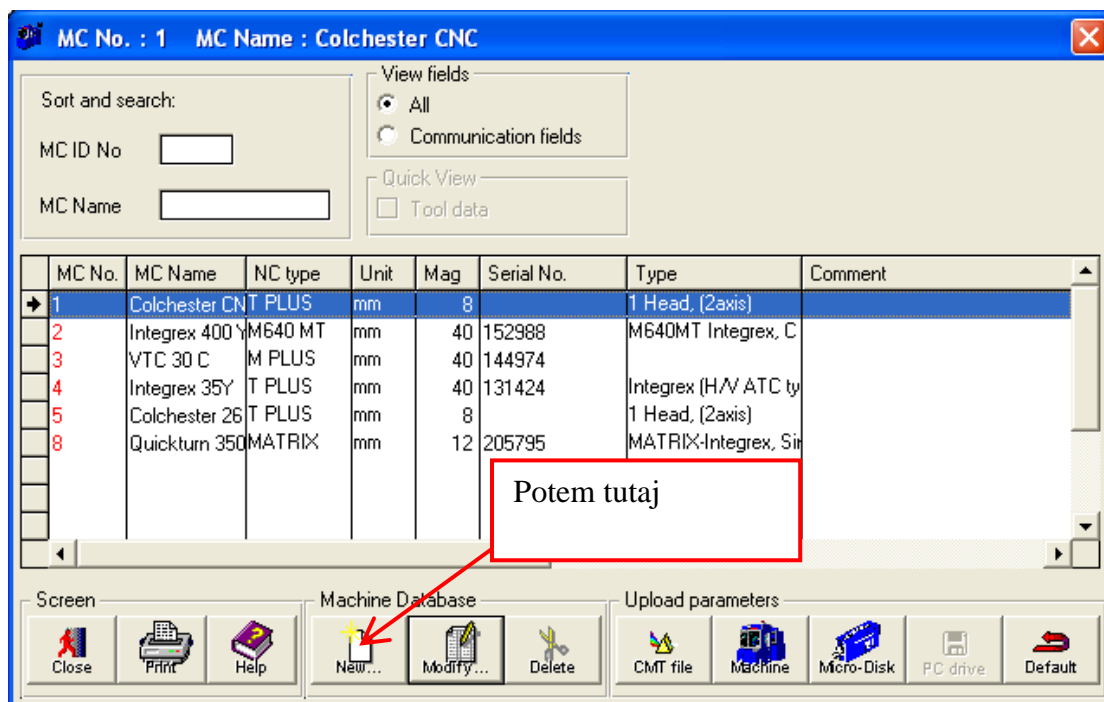 MC No. : 1 MC Name : Colchester CNC
Sort and search:
MC ID No
MC Name
View fields
All
Communication fields
Quick View
Tool data
MC No. MC Name NC type Unit Mag Serial No. Type Comment
1 Colchester CN T PLUS mm 8 1 Head, (2axis)
2 Integrex 400 Y M640 MT mm 40 152988 M640MT Integrex, C
3 VTC 30 C M PLUS mm 40 144974
4 Integrex 35Y T PLUS mm 40 131424 Integrex (H/V ATC ty
5 Colchester 26 T PLUS mm 8 1 Head, (2axis)
8 Quickturn 350 MATRIX mm 12 205795 MATRIX-Integrex, Sin
Potem tutaj
Screen
Close
Print
Help
Machine Database
New...
Modify...
Delete
Upload parameters
CMT file
Machine
Micro-Disk
PC drive
Default